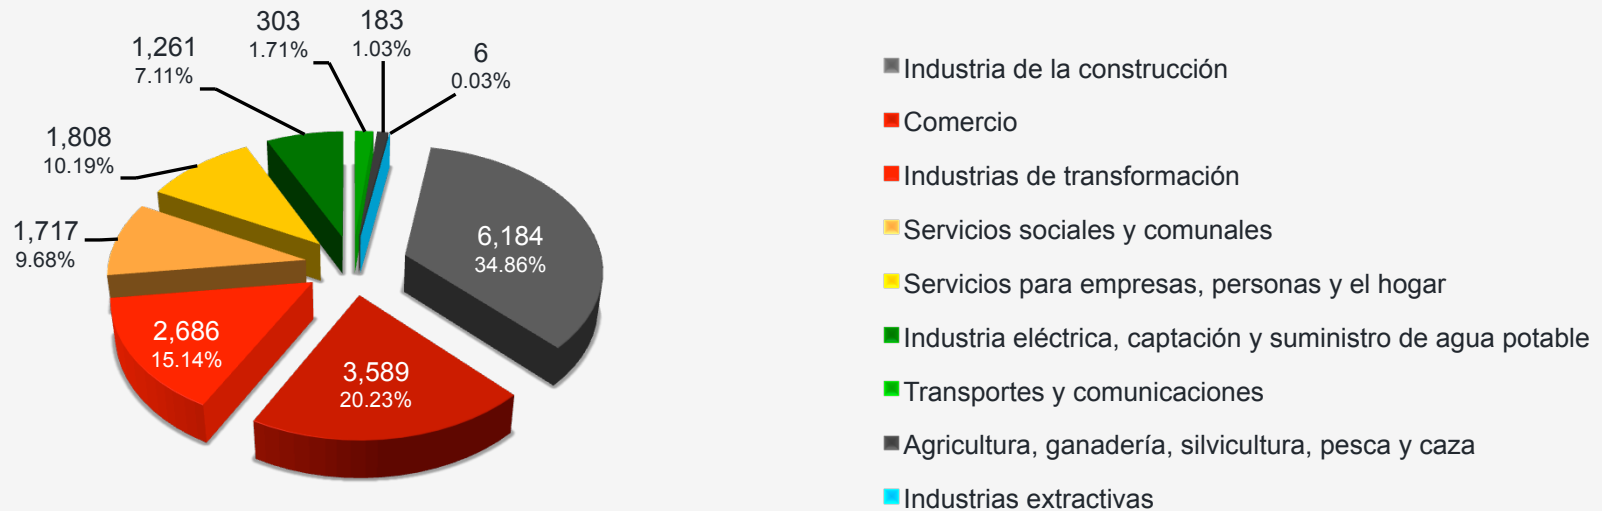 303
1.71%
183
1.03%
6
0.03%
1,261
7.11%
1,808
10.19%
1,717
9.68%
6,184
34.86%
2,686
15.14%
3,589
20.23%
Industria de la construcción
Comercio
Industrias de transformación
Servicios sociales y comunales
Servicios para empresas, personas y el hogar
Industria eléctrica, captación y suministro de agua potable
Transportes y comunicaciones
Agricultura, ganadería, silvicultura, pesca y caza
Industrias extractivas